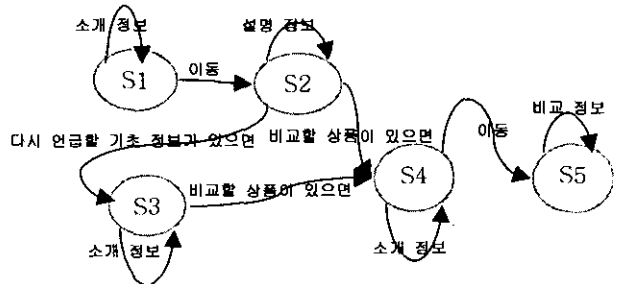 소개 정보
설명 정보
S1
이동
S2
비교 정보
다시 언급할 기초 정보가 있으면
비교할 상품이 있으면
이동
S3
비교할 상품이 있으면
S4
S5
소개 정보
소개 정보